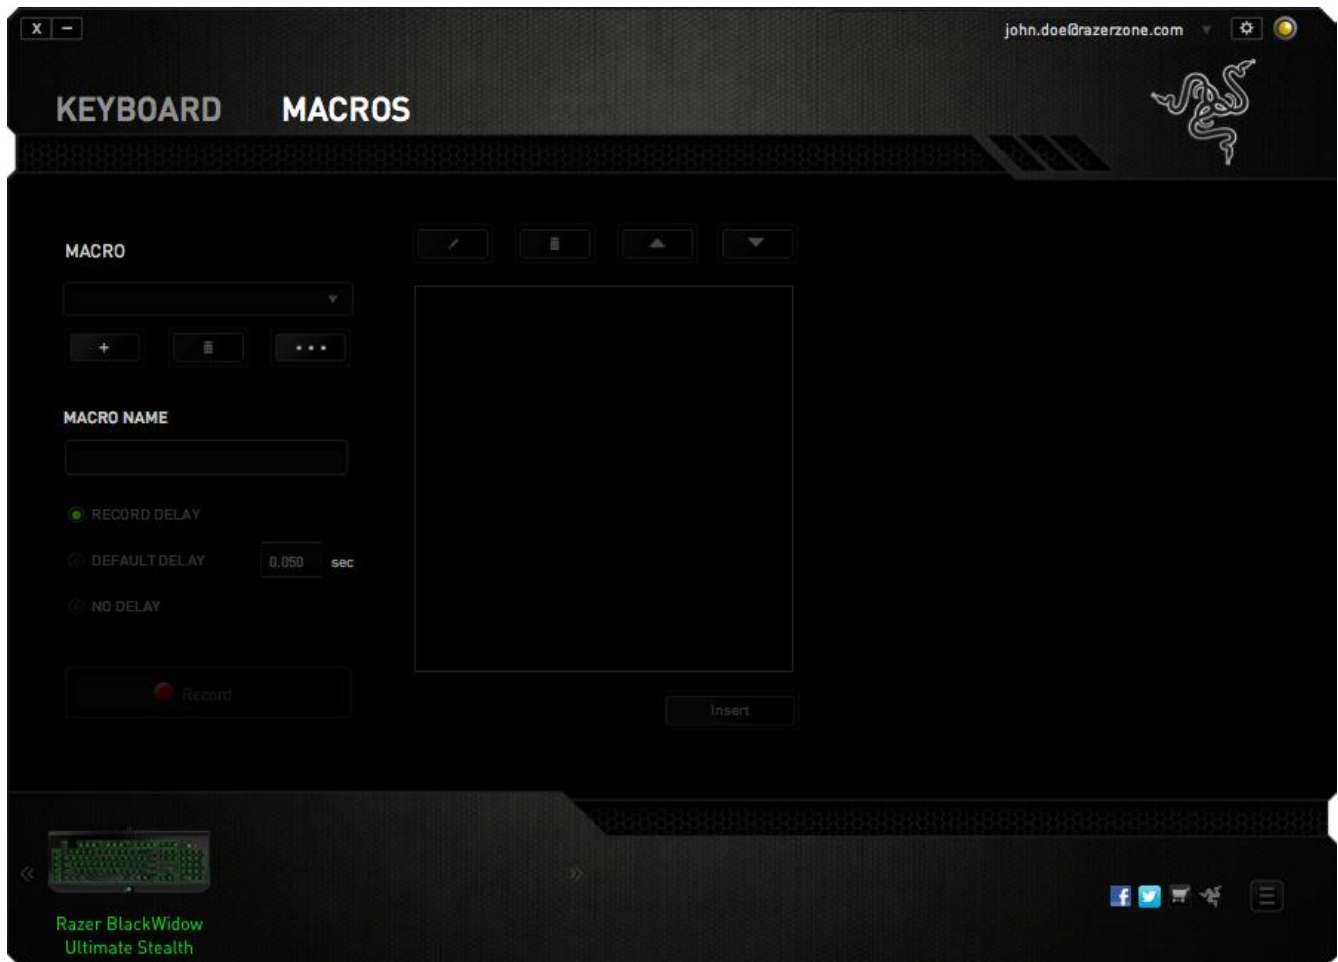 X –
john.doe@razerzone.com
KEYBOARD MACROS
MACRO
+
MACRO NAME
RECORD DELAY
DEFAULT DELAY 0.050 sec
NO DELAY
Record
Insert
Razer BlackWidow
Ultimate Stealth